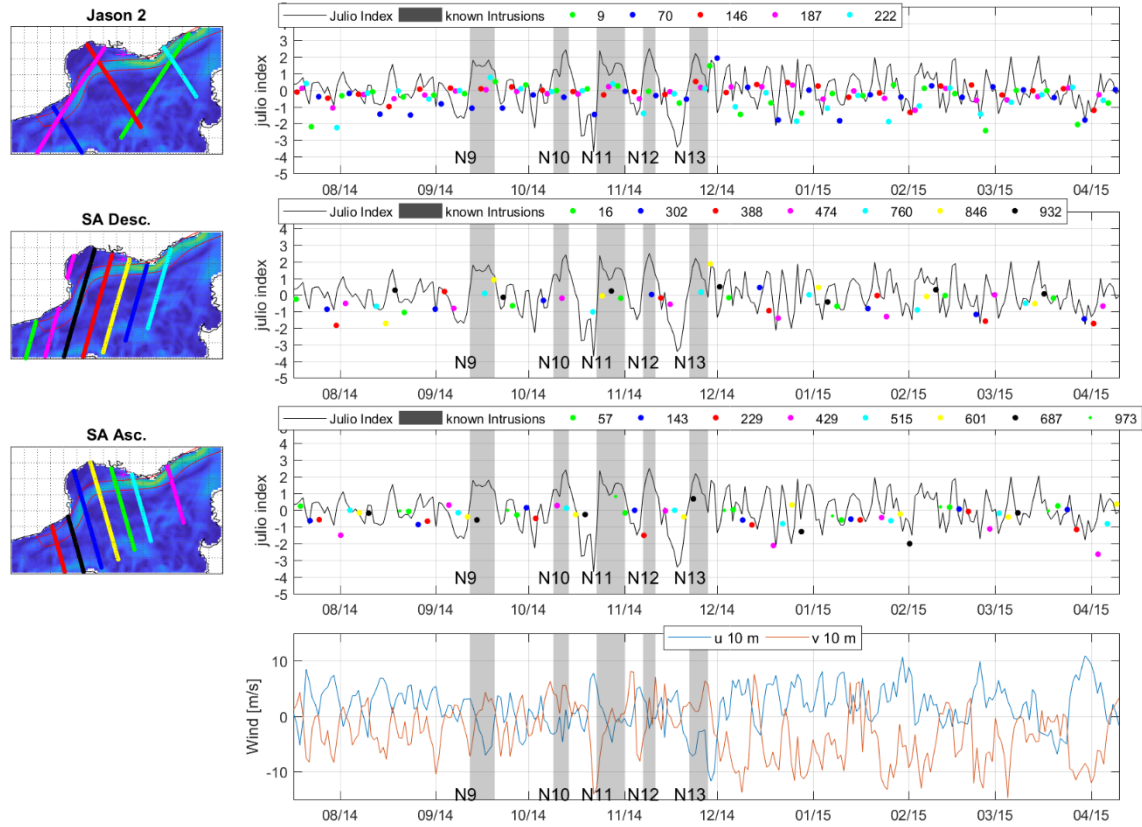 Jason 2
Julio Index known Intrusions 9 70 146 187 222
julio index
5
4
3
2
1
0
-1
-2
-3
-4
-5
N9 N10 N11 N12 N13
08/14 09/14 10/14 11/14 12/14 01/15 02/15 03/15 04/15
SA Desc.
Julio Index known Intrusions 16 302 388 474 760 846 932
julio index
4
3
2
1
0
-1
-2
-3
-4
-5
N9 N10 N11 N12 N13
08/14 09/14 10/14 11/14 12/14 01/15 02/15 03/15 04/15
SA Asc.
Julio Index known Intrusions 57 143 229 429 515 601 687 973
julio index
4
3
2
1
0
-1
-2
-3
-4
-5
N9 N10 N11 N12 N13
08/14 09/14 10/14 11/14 12/14 01/15 02/15 03/15 04/15
u 10 m v 10 m
Wind [m/s]
10
0
-10
N9 N10 N11 N12 N13
08/14 09/14 10/14 11/14 12/14 01/15 02/15 03/15 04/15